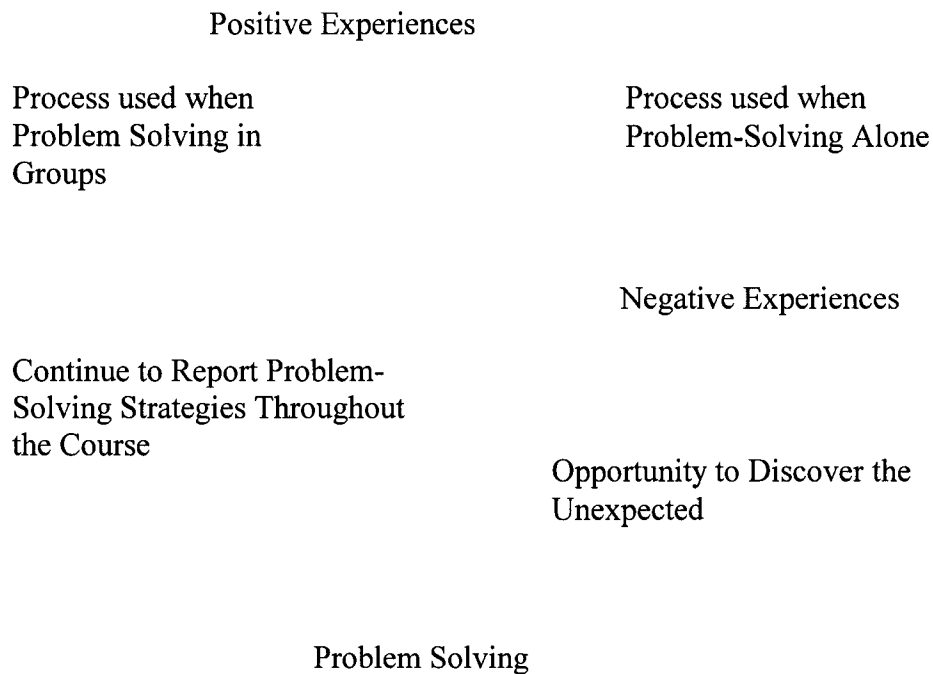 Positive Experiences
Process used when
Problem Solving in
Groups
Process used when
Problem-Solving Alone
Negative Experiences
Continue to Report Problem-
Solving Strategies Throughout
the Course
Opportunity to Discover the
Unexpected
Problem Solving